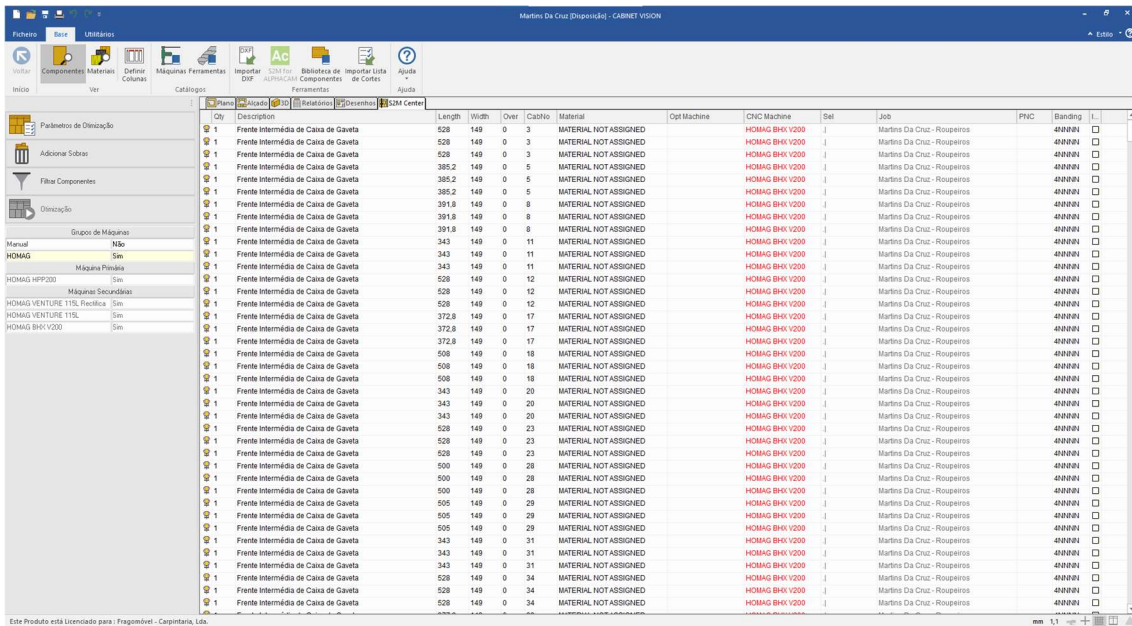 Martins Da Cruz [Disposição] - CABINET VISION
Ficheiro Base Utilitários Estilo
Voltar Componentes Materiais Definir Colunas Máquinas Ferramentas Importar DXF S2M for ALPHACAM Biblioteca de Componentes Importar Lista de Cortes Ajuda
Início Ver Catálogos Ferramentas Ajuda
Plano Alçado 3D Relatórios Desenhos S2M Center
Parâmetros de Otimização
Adicionar Sobras
Filtrar Componentes
Otimização
Grupos de Máquinas
Manual Não
HOMAG Sim
Máquina Primária
HOMAG HPP200 Sim
Máquinas Secundárias
HOMAG VENTURE 115L Rectifica Sim
HOMAG VENTURE 115L Sim
HOMAG BHX V200 Sim
Qty Description Length Width Over CabNo Material Opt Machine CNC Machine Sel Job PNC Banding I...
1 Frente Intermédia de Caixa de Gaveta 528 149 0 3 MATERIAL NOT ASSIGNED HOMAG BHX V200 Martins Da Cruz - Roupeiros 4NNNN
1 Frente Intermédia de Caixa de Gaveta 528 149 0 3 MATERIAL NOT ASSIGNED HOMAG BHX V200 Martins Da Cruz - Roupeiros 4NNNN
1 Frente Intermédia de Caixa de Gaveta 528 149 0 3 MATERIAL NOT ASSIGNED HOMAG BHX V200 Martins Da Cruz - Roupeiros 4NNNN
1 Frente Intermédia de Caixa de Gaveta 385,2 149 0 5 MATERIAL NOT ASSIGNED HOMAG BHX V200 Martins Da Cruz - Roupeiros 4NNNN
1 Frente Intermédia de Caixa de Gaveta 385,2 149 0 5 MATERIAL NOT ASSIGNED HOMAG BHX V200 Martins Da Cruz - Roupeiros 4NNNN
1 Frente Intermédia de Caixa de Gaveta 385,2 149 0 5 MATERIAL NOT ASSIGNED HOMAG BHX V200 Martins Da Cruz - Roupeiros 4NNNN
1 Frente Intermédia de Caixa de Gaveta 391,8 149 0 8 MATERIAL NOT ASSIGNED HOMAG BHX V200 Martins Da Cruz - Roupeiros 4NNNN
1 Frente Intermédia de Caixa de Gaveta 391,8 149 0 8 MATERIAL NOT ASSIGNED HOMAG BHX V200 Martins Da Cruz - Roupeiros 4NNNN
1 Frente Intermédia de Caixa de Gaveta 391,8 149 0 8 MATERIAL NOT ASSIGNED HOMAG BHX V200 Martins Da Cruz - Roupeiros 4NNNN
1 Frente Intermédia de Caixa de Gaveta 343 149 0 11 MATERIAL NOT ASSIGNED HOMAG BHX V200 Martins Da Cruz - Roupeiros 4NNNN
1 Frente Intermédia de Caixa de Gaveta 343 149 0 11 MATERIAL NOT ASSIGNED HOMAG BHX V200 Martins Da Cruz - Roupeiros 4NNNN
1 Frente Intermédia de Caixa de Gaveta 343 149 0 11 MATERIAL NOT ASSIGNED HOMAG BHX V200 Martins Da Cruz - Roupeiros 4NNNN
1 Frente Intermédia de Caixa de Gaveta 528 149 0 12 MATERIAL NOT ASSIGNED HOMAG BHX V200 Martins Da Cruz - Roupeiros 4NNNN
1 Frente Intermédia de Caixa de Gaveta 528 149 0 12 MATERIAL NOT ASSIGNED HOMAG BHX V200 Martins Da Cruz - Roupeiros 4NNNN
1 Frente Intermédia de Caixa de Gaveta 528 149 0 12 MATERIAL NOT ASSIGNED HOMAG BHX V200 Martins Da Cruz - Roupeiros 4NNNN
1 Frente Intermédia de Caixa de Gaveta 372,8 149 0 17 MATERIAL NOT ASSIGNED HOMAG BHX V200 Martins Da Cruz - Roupeiros 4NNNN
1 Frente Intermédia de Caixa de Gaveta 372,8 149 0 17 MATERIAL NOT ASSIGNED HOMAG BHX V200 Martins Da Cruz - Roupeiros 4NNNN
1 Frente Intermédia de Caixa de Gaveta 372,8 149 0 17 MATERIAL NOT ASSIGNED HOMAG BHX V200 Martins Da Cruz - Roupeiros 4NNNN
1 Frente Intermédia de Caixa de Gaveta 508 149 0 18 MATERIAL NOT ASSIGNED HOMAG BHX V200 Martins Da Cruz - Roupeiros 4NNNN
1 Frente Intermédia de Caixa de Gaveta 508 149 0 18 MATERIAL NOT ASSIGNED HOMAG BHX V200 Martins Da Cruz - Roupeiros 4NNNN
1 Frente Intermédia de Caixa de Gaveta 508 149 0 18 MATERIAL NOT ASSIGNED HOMAG BHX V200 Martins Da Cruz - Roupeiros 4NNNN
1 Frente Intermédia de Caixa de Gaveta 343 149 0 20 MATERIAL NOT ASSIGNED HOMAG BHX V200 Martins Da Cruz - Roupeiros 4NNNN
1 Frente Intermédia de Caixa de Gaveta 343 149 0 20 MATERIAL NOT ASSIGNED HOMAG BHX V200 Martins Da Cruz - Roupeiros 4NNNN
1 Frente Intermédia de Caixa de Gaveta 343 149 0 20 MATERIAL NOT ASSIGNED HOMAG BHX V200 Martins Da Cruz - Roupeiros 4NNNN
1 Frente Intermédia de Caixa de Gaveta 528 149 0 23 MATERIAL NOT ASSIGNED HOMAG BHX V200 Martins Da Cruz - Roupeiros 4NNNN
1 Frente Intermédia de Caixa de Gaveta 528 149 0 23 MATERIAL NOT ASSIGNED HOMAG BHX V200 Martins Da Cruz - Roupeiros 4NNNN
1 Frente Intermédia de Caixa de Gaveta 528 149 0 23 MATERIAL NOT ASSIGNED HOMAG BHX V200 Martins Da Cruz - Roupeiros 4NNNN
1 Frente Intermédia de Caixa de Gaveta 500 149 0 28 MATERIAL NOT ASSIGNED HOMAG BHX V200 Martins Da Cruz - Roupeiros 4NNNN
1 Frente Intermédia de Caixa de Gaveta 500 149 0 28 MATERIAL NOT ASSIGNED HOMAG BHX V200 Martins Da Cruz - Roupeiros 4NNNN
1 Frente Intermédia de Caixa de Gaveta 500 149 0 28 MATERIAL NOT ASSIGNED HOMAG BHX V200 Martins Da Cruz - Roupeiros 4NNNN
1 Frente Intermédia de Caixa de Gaveta 505 149 0 29 MATERIAL NOT ASSIGNED HOMAG BHX V200 Martins Da Cruz - Roupeiros 4NNNN
1 Frente Intermédia de Caixa de Gaveta 505 149 0 29 MATERIAL NOT ASSIGNED HOMAG BHX V200 Martins Da Cruz - Roupeiros 4NNNN
1 Frente Intermédia de Caixa de Gaveta 505 149 0 29 MATERIAL NOT ASSIGNED HOMAG BHX V200 Martins Da Cruz - Roupeiros 4NNNN
1 Frente Intermédia de Caixa de Gaveta 343 149 0 31 MATERIAL NOT ASSIGNED HOMAG BHX V200 Martins Da Cruz - Roupeiros 4NNNN
1 Frente Intermédia de Caixa de Gaveta 343 149 0 31 MATERIAL NOT ASSIGNED HOMAG BHX V200 Martins Da Cruz - Roupeiros 4NNNN
1 Frente Intermédia de Caixa de Gaveta 343 149 0 31 MATERIAL NOT ASSIGNED HOMAG BHX V200 Martins Da Cruz - Roupeiros 4NNNN
1 Frente Intermédia de Caixa de Gaveta 528 149 0 34 MATERIAL NOT ASSIGNED HOMAG BHX V200 Martins Da Cruz - Roupeiros 4NNNN
1 Frente Intermédia de Caixa de Gaveta 528 149 0 34 MATERIAL NOT ASSIGNED HOMAG BHX V200 Martins Da Cruz - Roupeiros 4NNNN
1 Frente Intermédia de Caixa de Gaveta 528 149 0 34 MATERIAL NOT ASSIGNED HOMAG BHX V200 Martins Da Cruz - Roupeiros 4NNNN
Este Produto está Licenciado para : Fragomóvel - Carpintaria, Lda. mm 1,1